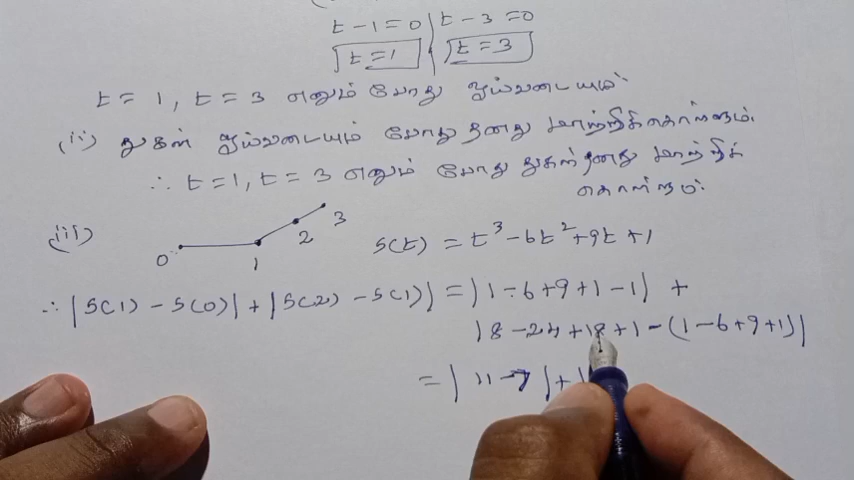 t - 1 = 0 | t - 3 = 0
t = 1 | t = 3
t = 1, t = 3 எனும் போது ஓய்வடையும்
(ii) துகள் ஓய்வடையும் போது தனது மாற்றிக்கொள்ளும்.
∴ t = 1, t = 3 எனும் போது துகள் தனது மாற்றிக்
கொள்ளும்.
(iii) 0 1 2 3 s(t) = t³ - 6t² + 9t + 1
∴ |s(1) - s(0)| + |s(2) - s(1)| = |1 - 6 + 9 + 1 - 1| +
|8 - 24 + 18 + 1 - (1 - 6 + 9 + 1)|
= | 11 - 7 | + |